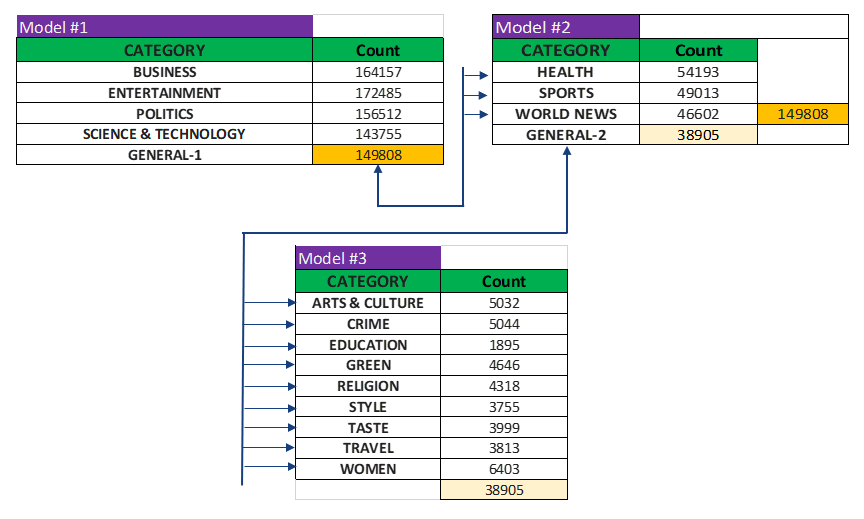 Model #1
CATEGORY Count
BUSINESS 164157
ENTERTAINMENT 172485
POLITICS 156512
SCIENCE & TECHNOLOGY 143755
GENERAL-1 149808
Model #2
CATEGORY Count
HEALTH 54193
SPORTS 49013
WORLD NEWS 46602 149808
GENERAL-2 38905
Model #3
CATEGORY Count
ARTS & CULTURE 5032
CRIME 5044
EDUCATION 1895
GREEN 4646
RELIGION 4318
STYLE 3755
TASTE 3999
TRAVEL 3813
WOMEN 6403
38905